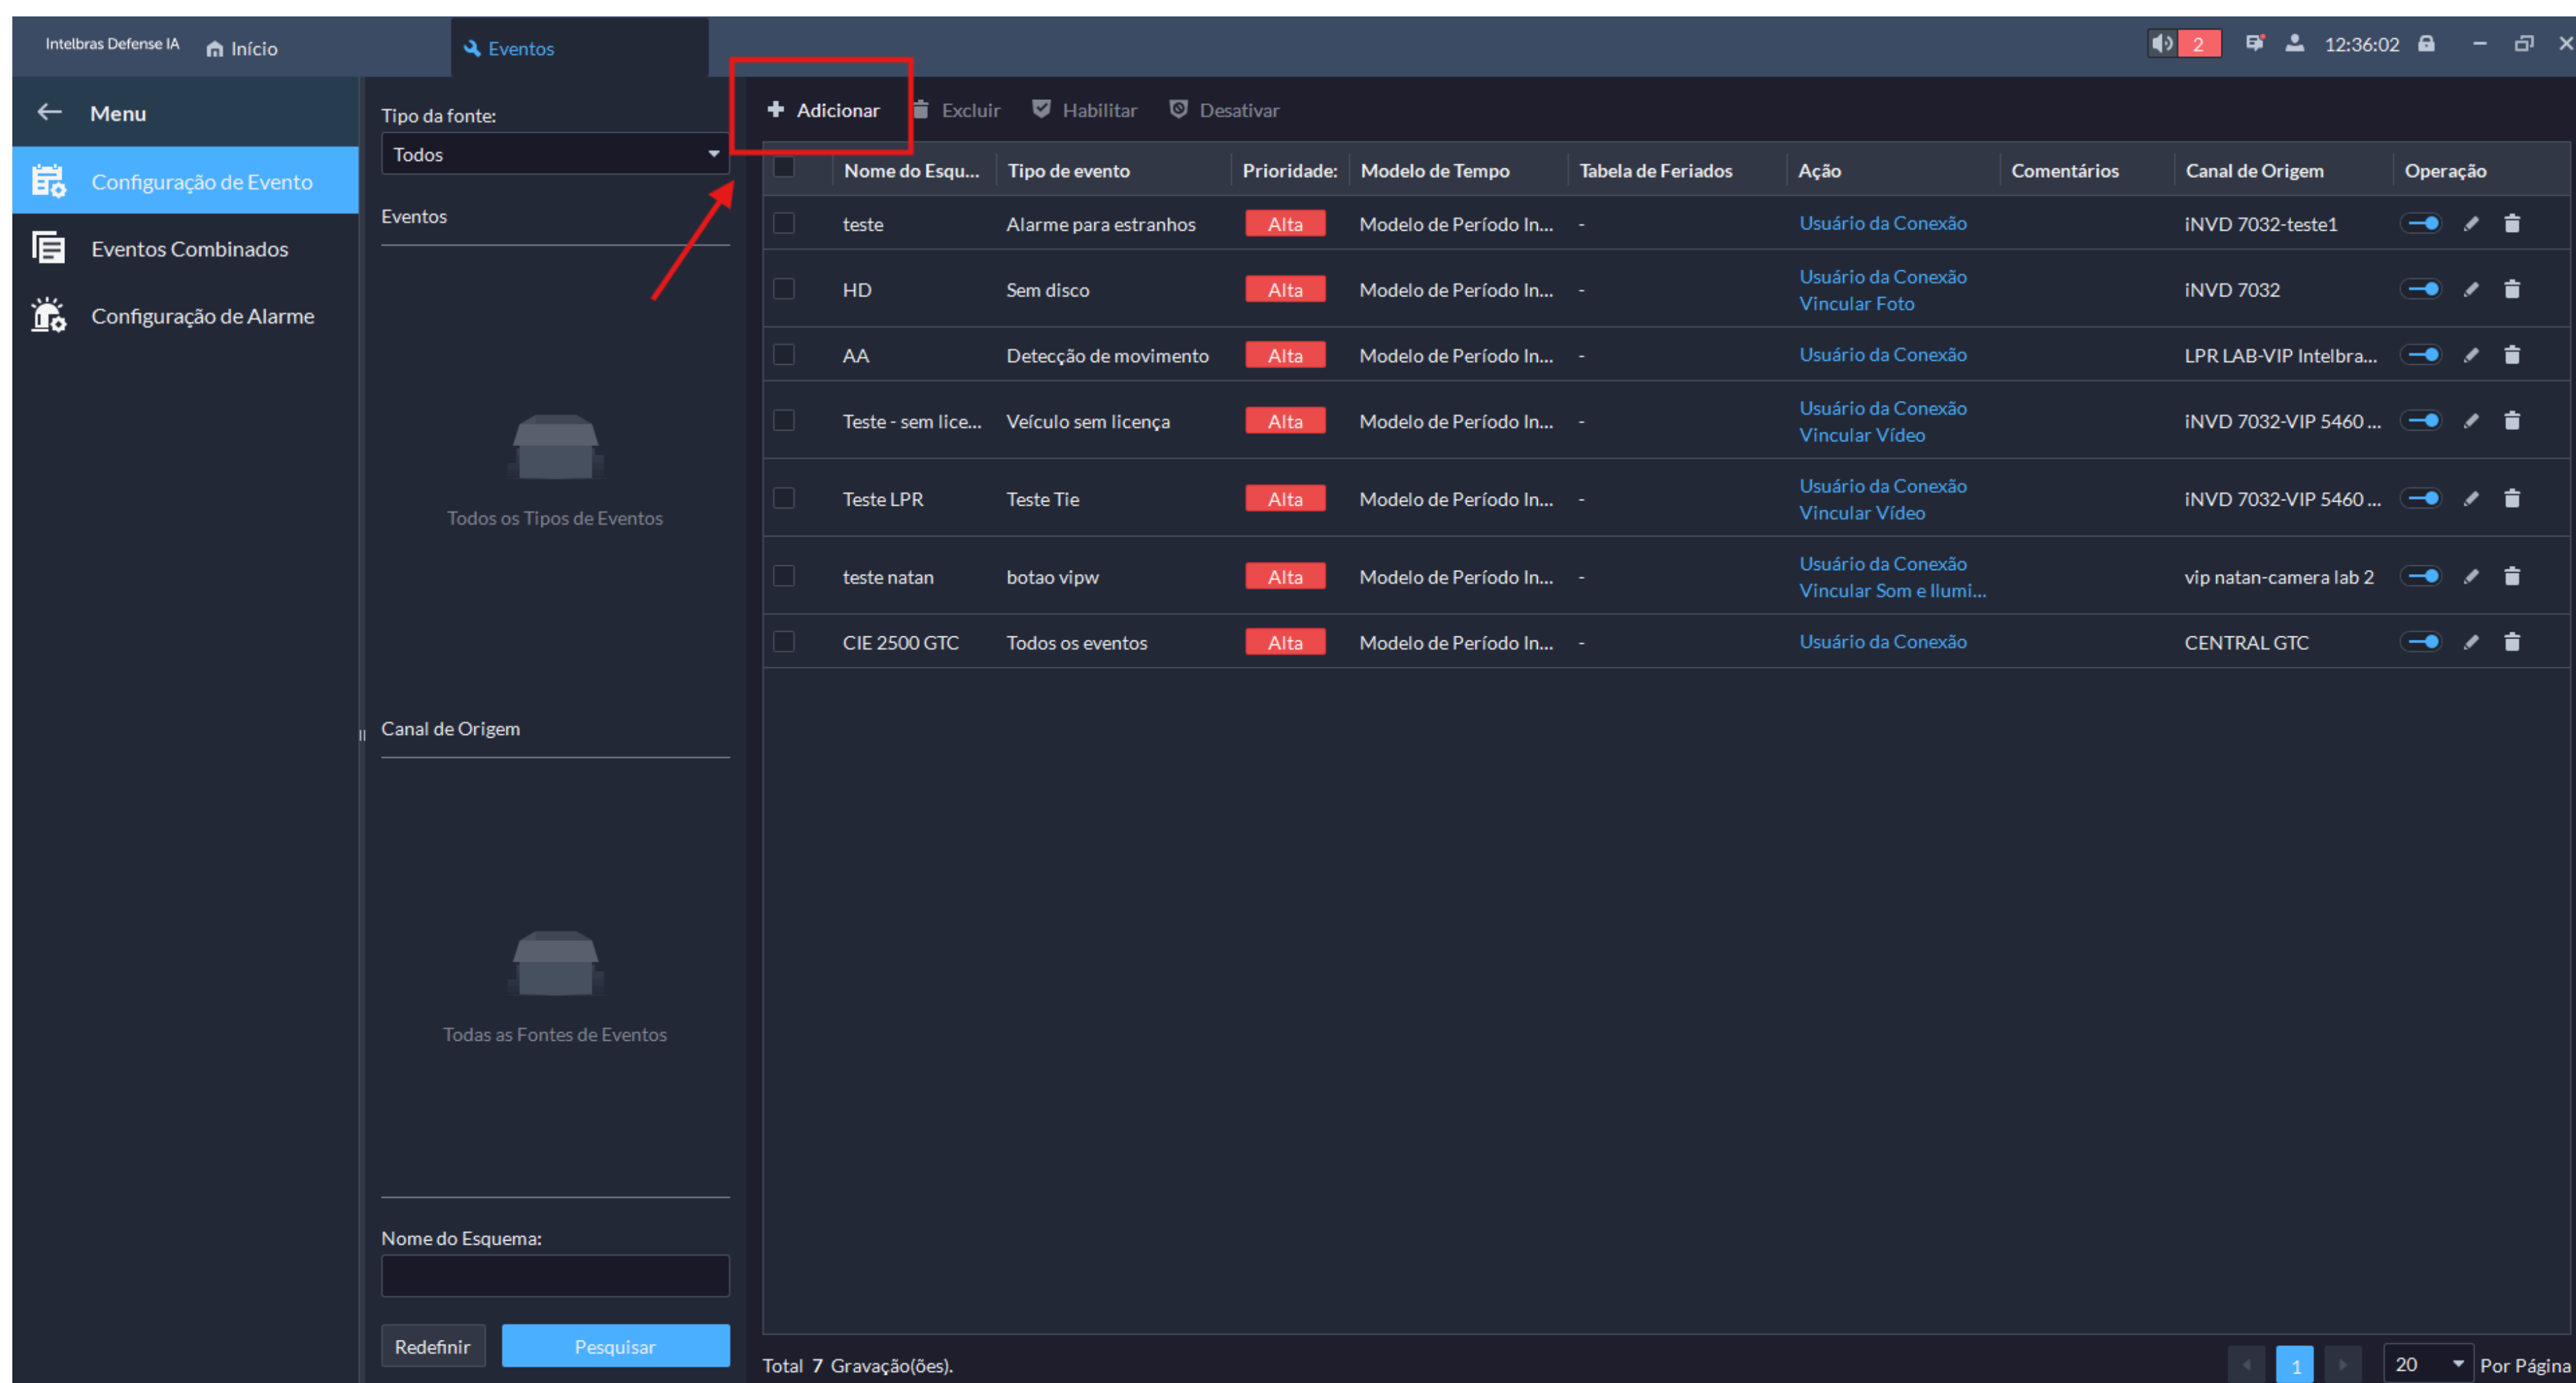 Intelbras Defense IA Início Eventos 2 12:36:02
Menu
Configuração de Evento
Eventos Combinados
Configuração de Alarme
Tipo da fonte:
Todos
Eventos
Todos os Tipos de Eventos
Canal de Origem
Todas as Fontes de Eventos
Nome do Esquema:
Redefinir Pesquisar
Adicionar Excluir Habilitar Desativar
Nome do Esqu... Tipo de evento Prioridade: Modelo de Tempo Tabela de Feriados Ação Comentários Canal de Origem Operação
teste Alarme para estranhos Alta Modelo de Período In... - Usuário da Conexão iNVD 7032-teste1
HD Sem disco Alta Modelo de Período In... - Usuário da Conexão iNVD 7032
Vincular Foto
AA Detecção de movimento Alta Modelo de Período In... - Usuário da Conexão LPR LAB-VIP Intelbra...
Teste - sem lice... Veículo sem licença Alta Modelo de Período In... - Usuário da Conexão iNVD 7032-VIP 5460 ...
Vincular Vídeo
Teste LPR Teste Tie Alta Modelo de Período In... - Usuário da Conexão iNVD 7032-VIP 5460 ...
Vincular Vídeo
teste natan botao vipw Alta Modelo de Período In... - Usuário da Conexão vip natan-camera lab 2
Vincular Som e Ilumi...
CIE 2500 GTC Todos os eventos Alta Modelo de Período In... - Usuário da Conexão CENTRAL GTC
Total 7 Gravação(ões). 1 20 Por Página